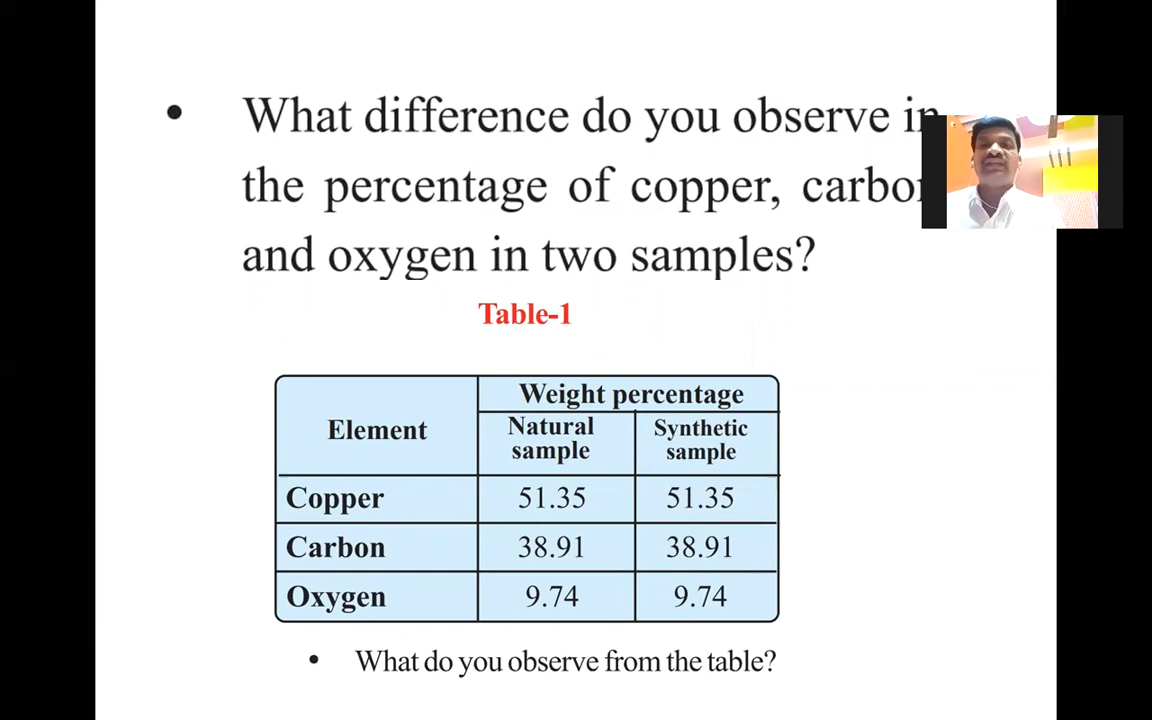 • What difference do you observe in
the percentage of copper, carbon
and oxygen in two samples?
Table-1
Element
Weight percentage
Natural sample
Synthetic sample
Copper 51.35 51.35
Carbon 38.91 38.91
Oxygen 9.74 9.74
• What do you observe from the table?